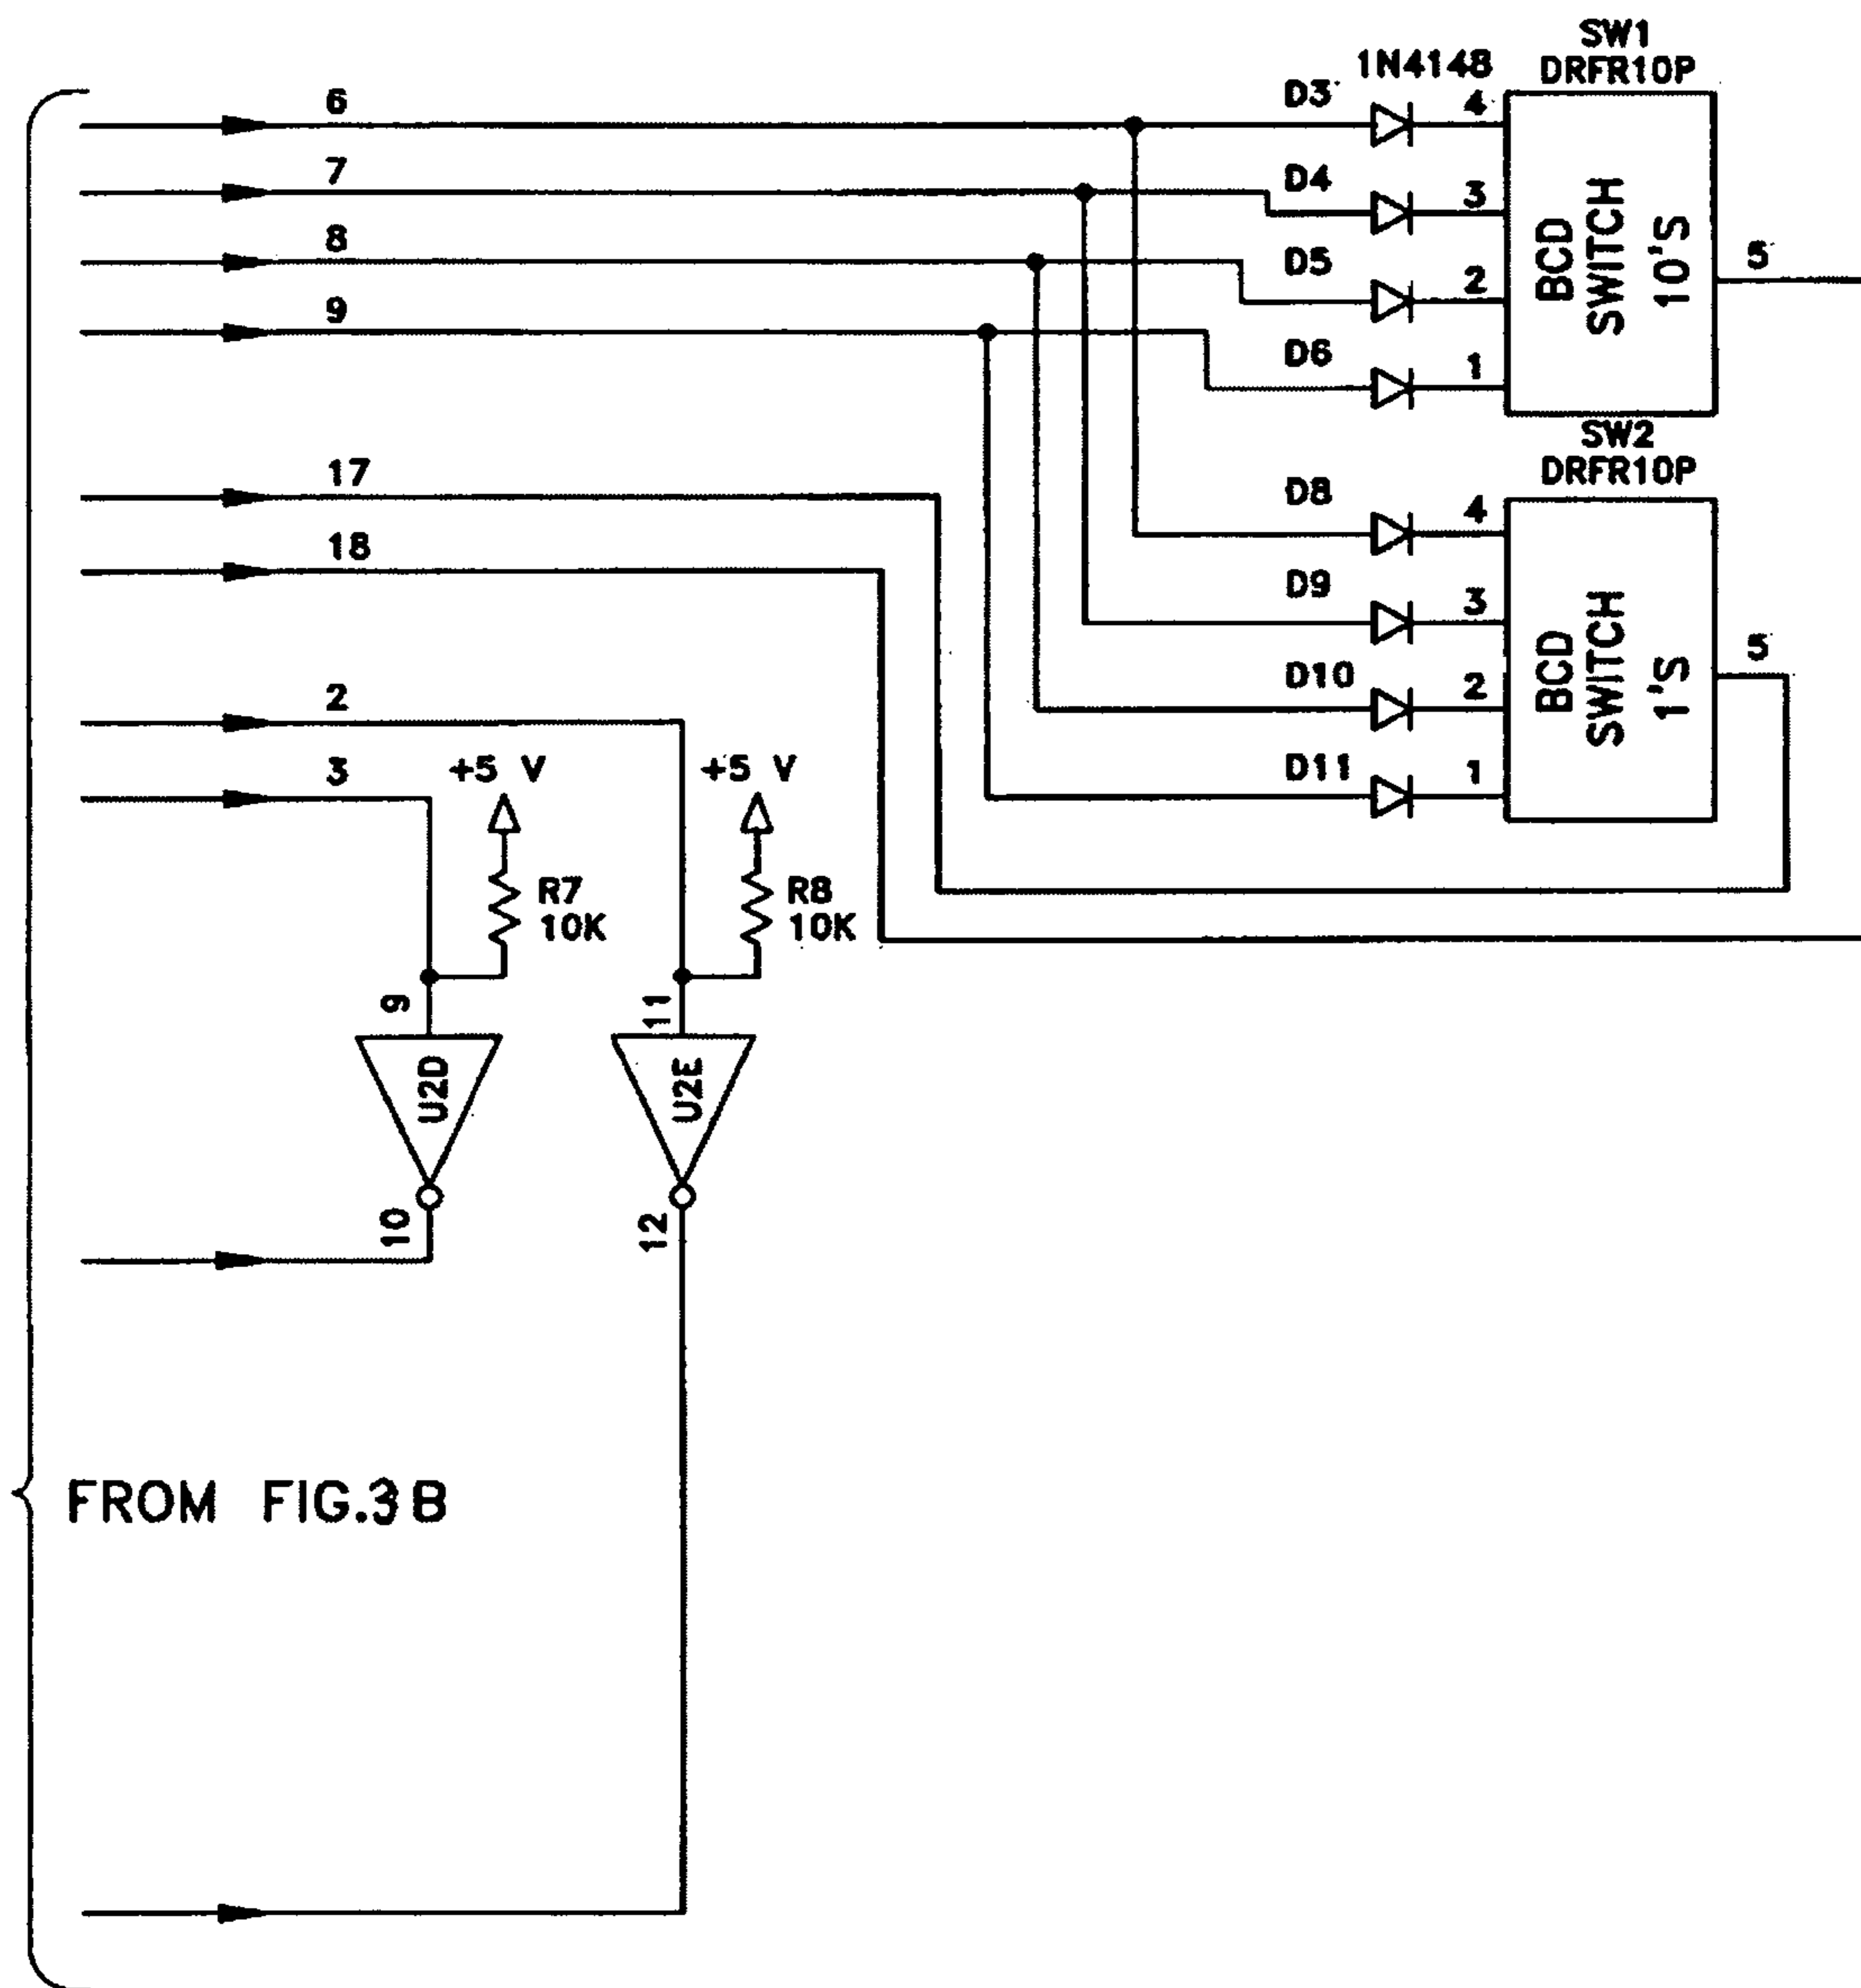 SW1
1N4148 DRFR10P
6 D3 4
7 D4 3
BCD
SWITCH
10'S
8 D5 2 5
9 D6 1
SW2
17 DRFR10P
18 D8 4
D9 3
BCD
SWITCH
1'S
5
2 D10 2
3 +5 V +5 V D11 1
R7 R8
10K 10K
9 11
U2D U2E
10 12
FROM FIG.3B